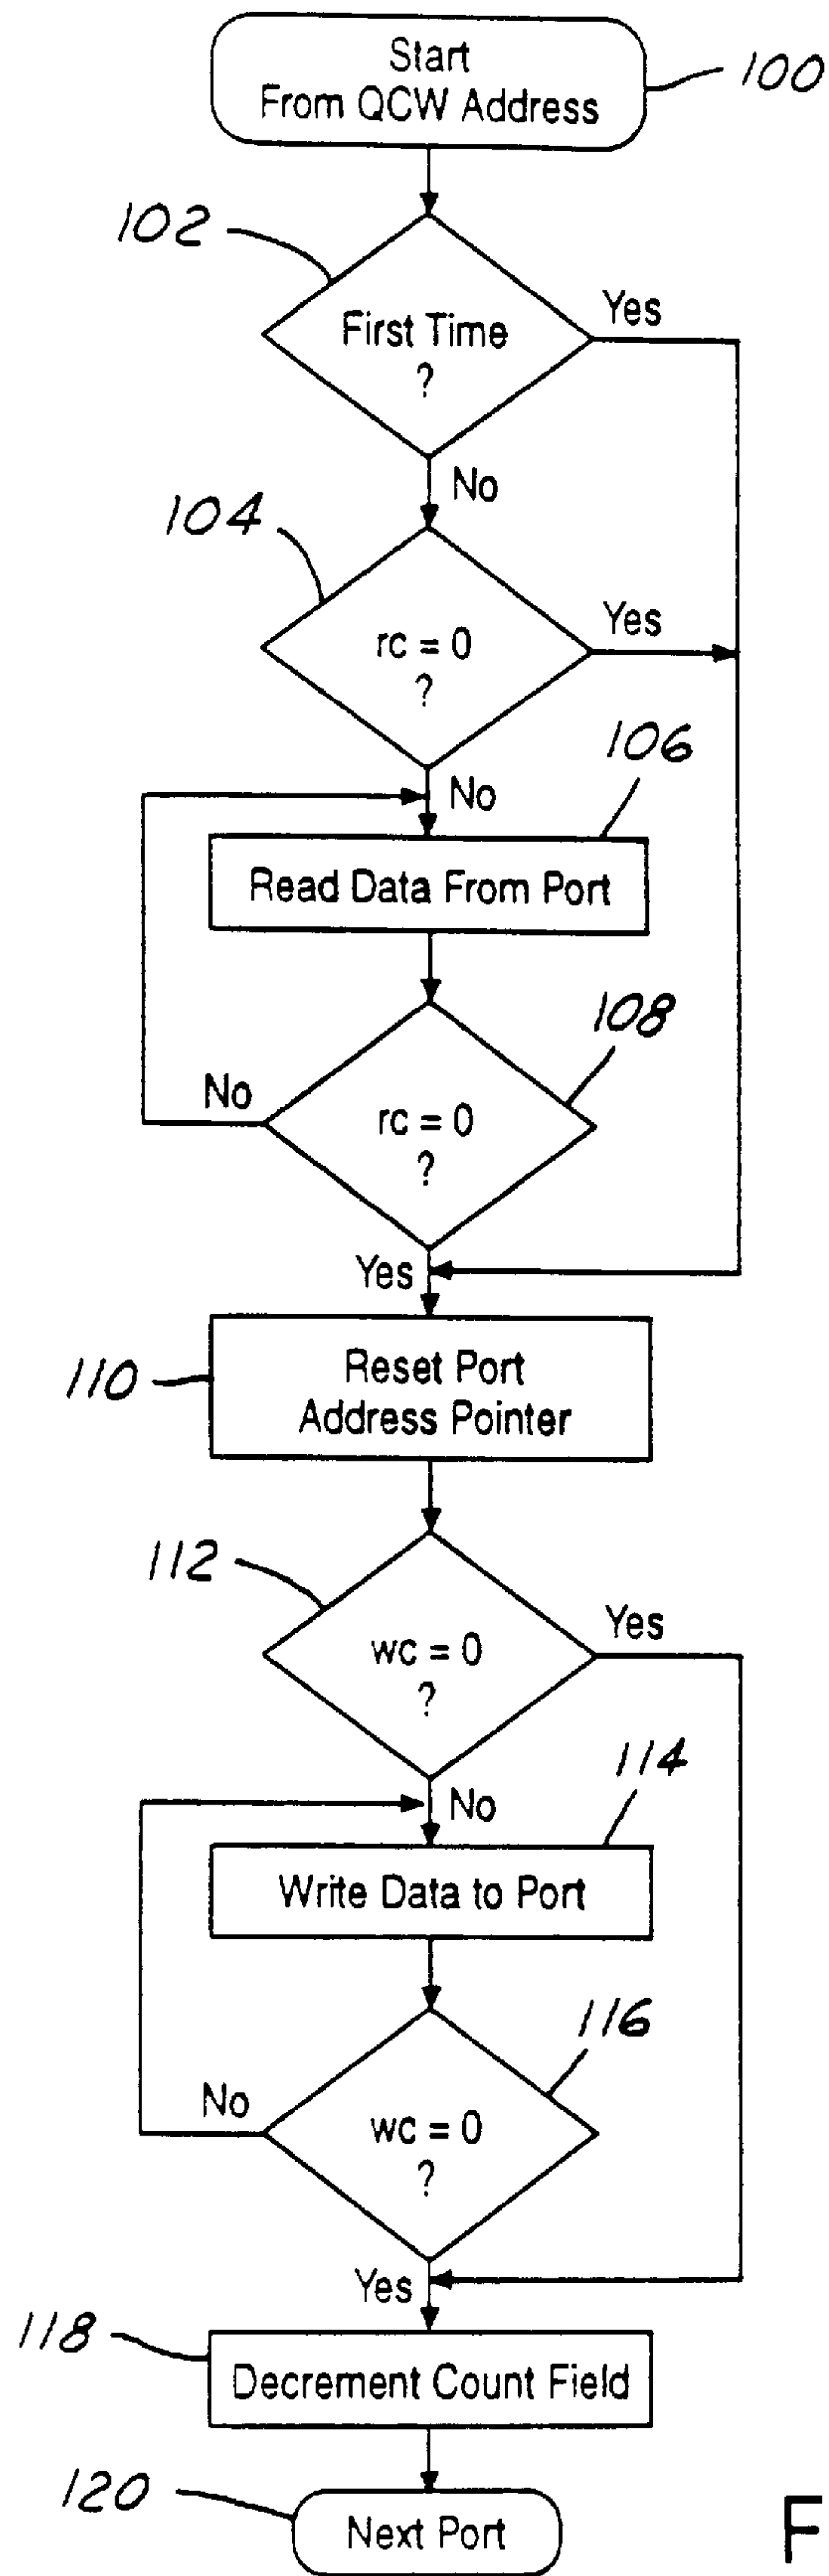 Start
From QCW Address
100
102
First Time
?
Yes
No
104
rc = 0
?
Yes
106
No
Read Data From Port
108
No
rc = 0
?
Yes
110
Reset Port
Address Pointer
112
wc = 0
?
Yes
114
No
Write Data to Port
116
No
wc = 0
?
Yes
118
Decrement Count Field
120
Next Port
F